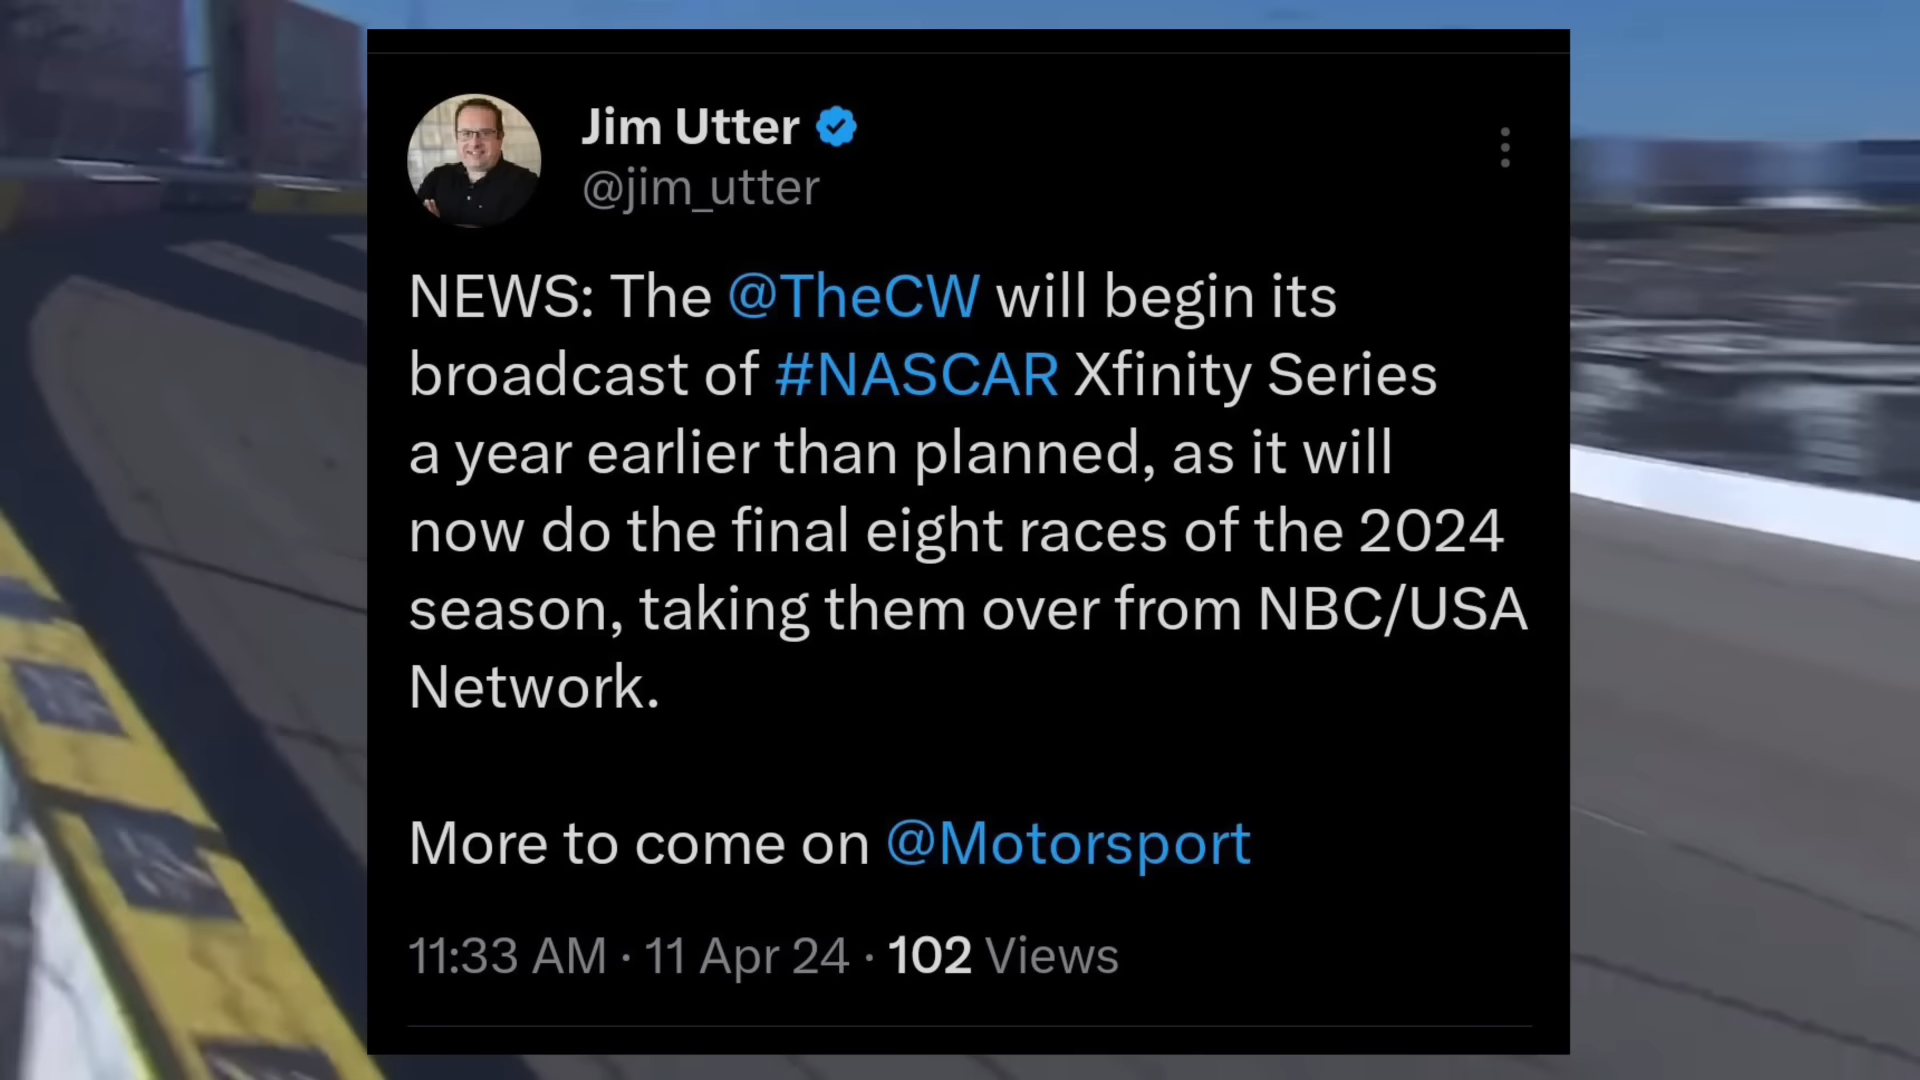 Jim Utter
@jim_utter
NEWS: The @TheCW will begin its
broadcast of #NASCAR Xfinity Series
a year earlier than planned, as it will
now do the final eight races of the 2024
season, taking them over from NBC/USA
Network.
More to come on @Motorsport
11:33 AM · 11 Apr 24 · 102 Views